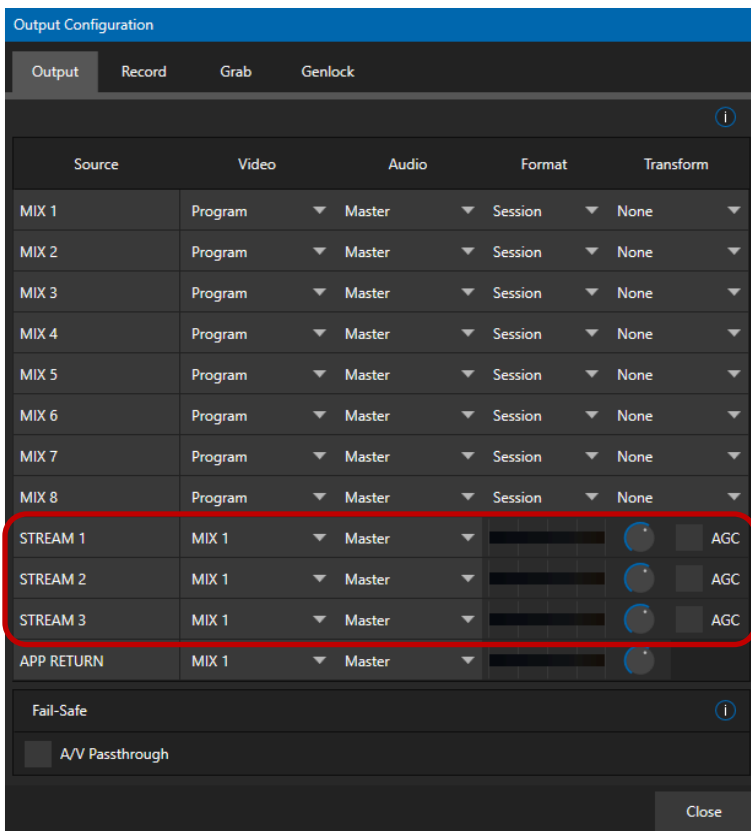 Output Configuration
Output Record Grab Genlock
i
Source Video Audio Format Transform
MIX 1 Program Master Session None
MIX 2 Program Master Session None
MIX 3 Program Master Session None
MIX 4 Program Master Session None
MIX 5 Program Master Session None
MIX 6 Program Master Session None
MIX 7 Program Master Session None
MIX 8 Program Master Session None
STREAM 1 MIX 1 Master AGC
STREAM 2 MIX 1 Master AGC
STREAM 3 MIX 1 Master AGC
APP RETURN MIX 1 Master
Fail-Safe i
A/V Passthrough
Close